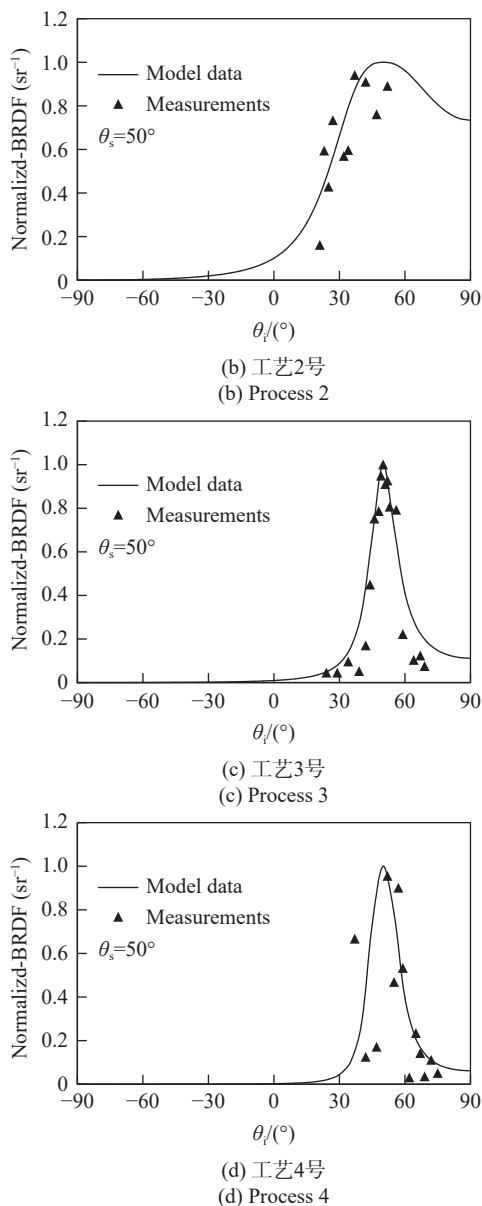 1.2
1.0
0.8
0.6
0.4
0.2
0
Normalizd-BRDF (sr⁻¹)
Model data
Measurements
θs=50°
−90 −60 −30 0 30 60 90
θi/(°)
(b) 工艺2号
(b) Process 2
1.2
1.0
0.8
0.6
0.4
0.2
0
Normalizd-BRDF (sr⁻¹)
Model data
Measurements
θs=50°
−90 −60 −30 0 30 60 90
θi/(°)
(c) 工艺3号
(c) Process 3
1.2
1.0
0.8
0.6
0.4
0.2
0
Normalizd-BRDF (sr⁻¹)
Model data
Measurements
θs=50°
−90 −60 −30 0 30 60 90
θi/(°)
(d) 工艺4号
(d) Process 4